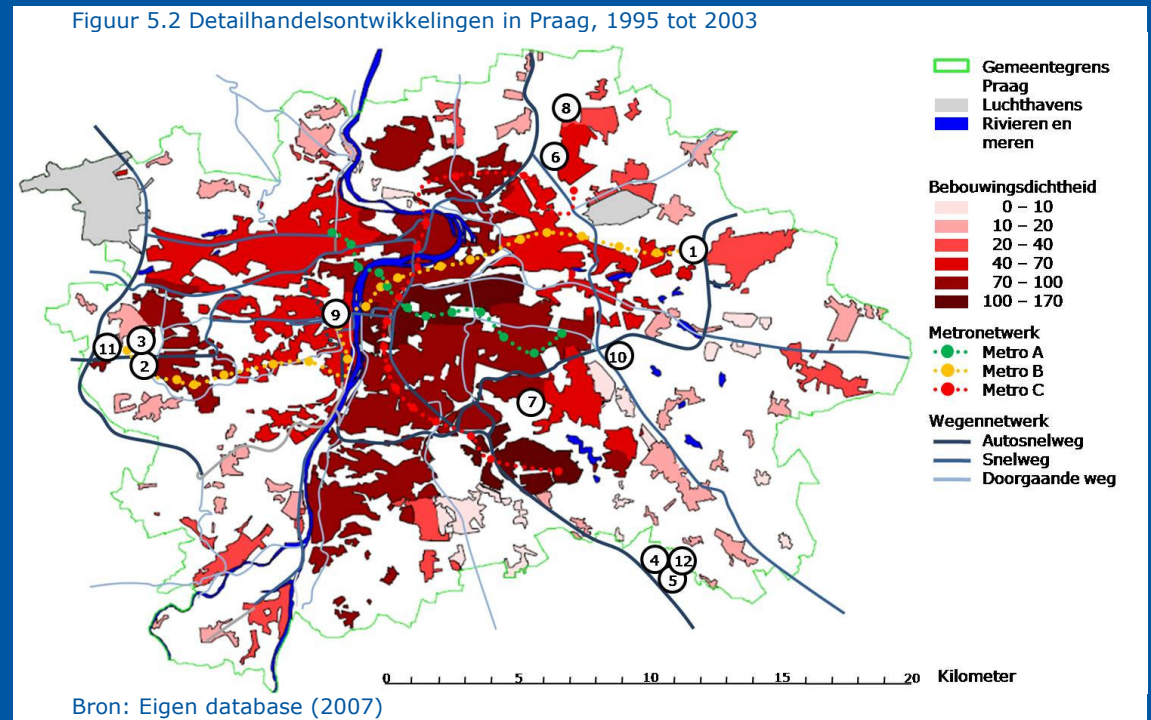 Figuur 5.2 Detailhandelsontwikkelingen in Praag, 1995 tot 2003
Gemeentegrens
Praag
Luchthavens
Rivieren en
meren
Bebouwingsdichtheid
0 – 10
10 – 20
20 – 40
40 – 70
70 – 100
100 – 170
Metronetwerk
Metro A
Metro B
Metro C
Wegennetwerk
Autosnelweg
Snelweg
Doorgaande weg
8
6
1
9
3
11
2
10
7
4
12
5
0 5 10 15 20 Kilometer
Bron: Eigen database (2007)